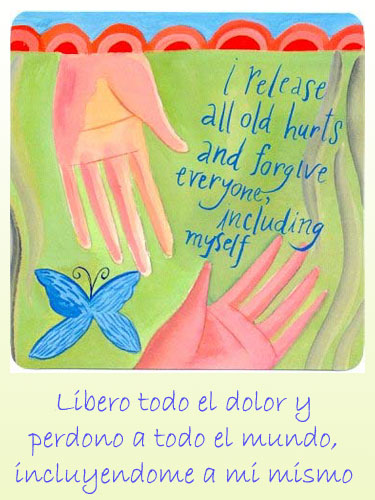 i release
all old hurts
and forgive
everyone,
including
myself
Libero todo el dolor y
perdono a todo el mundo,
incluyendome a mi mismo